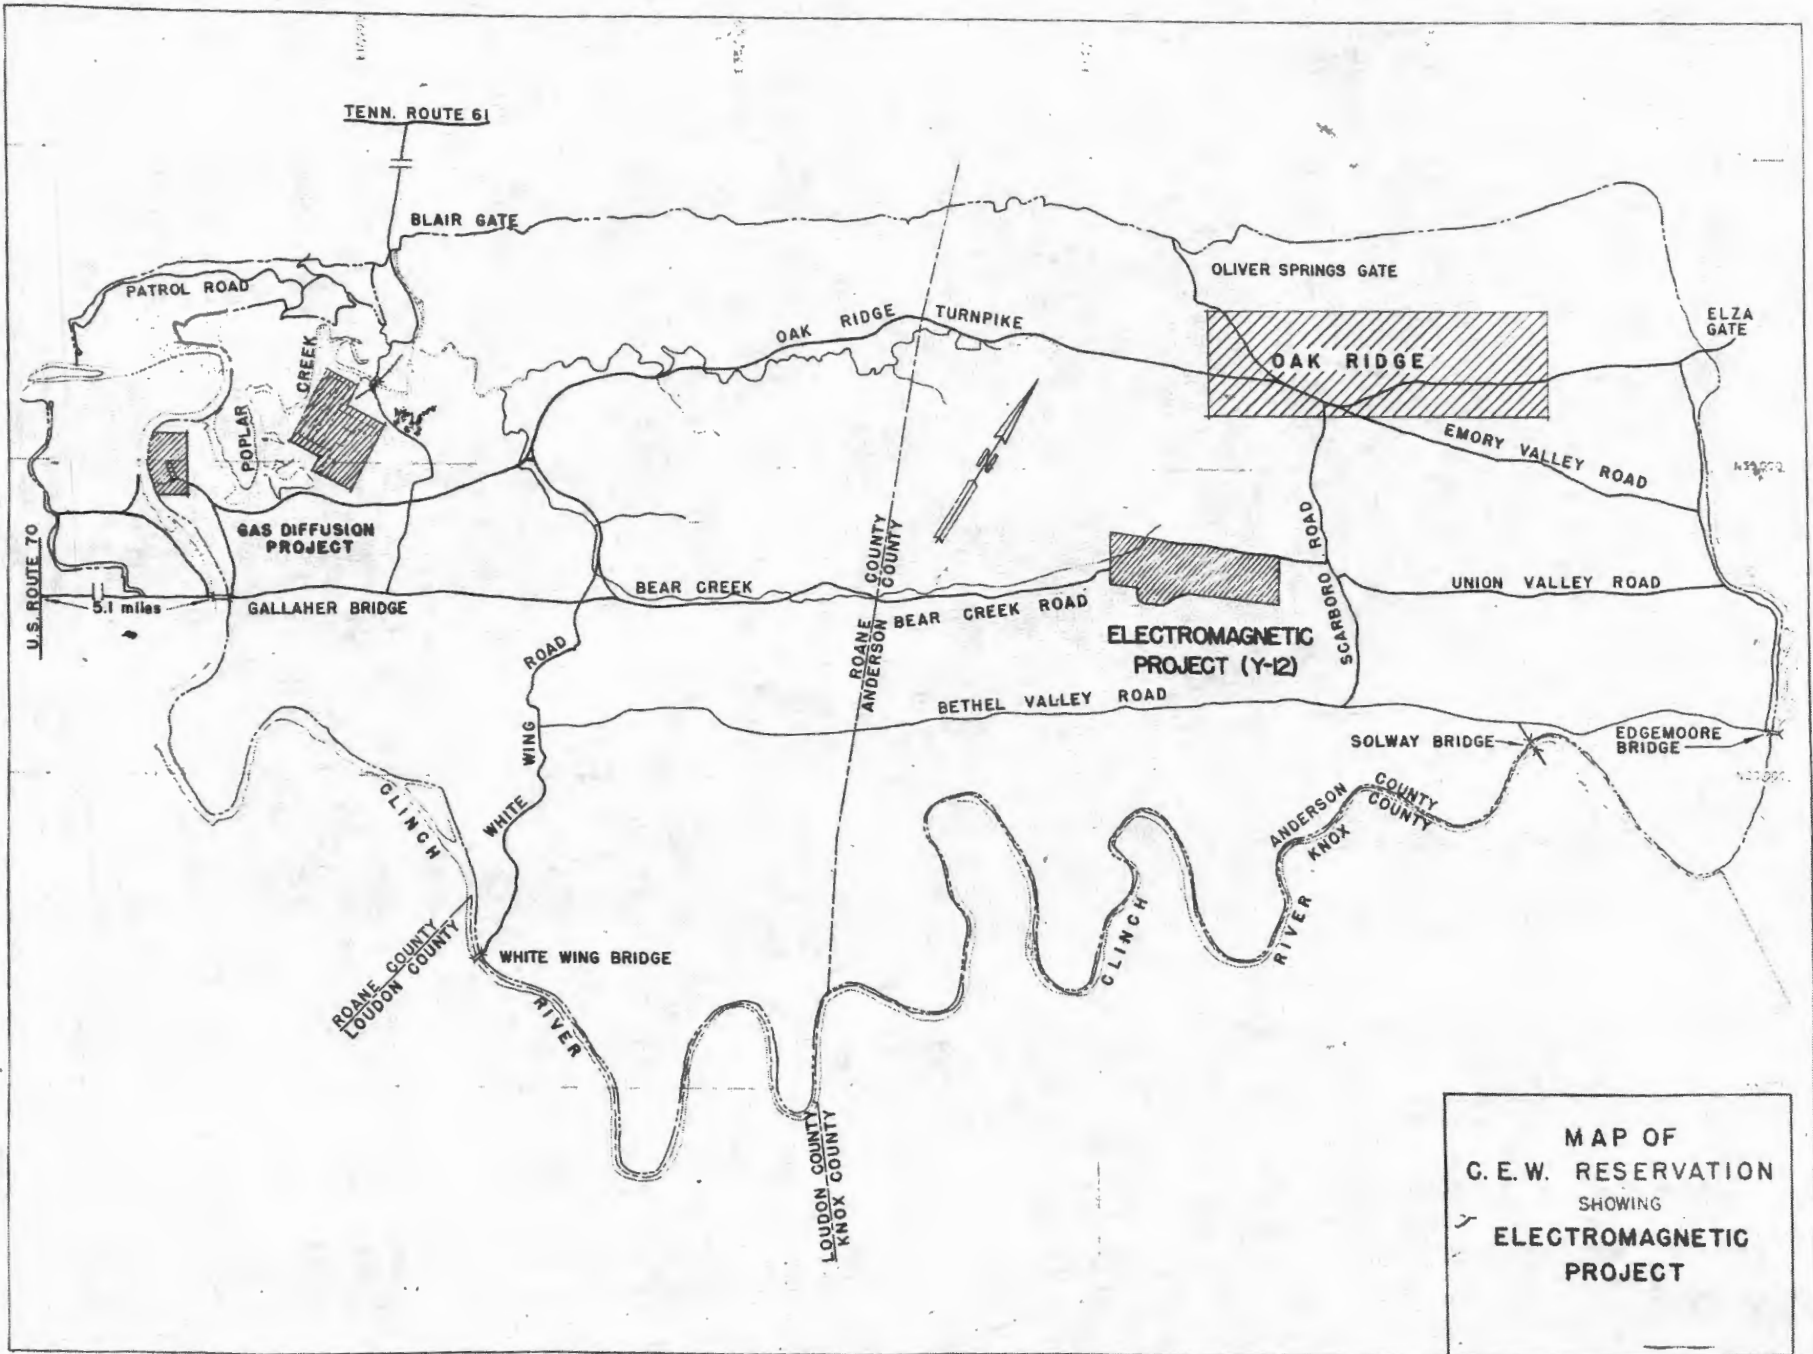 TENN. ROUTE 61
BLAIR GATE
PATROL ROAD
OLIVER SPRINGS GATE
ELZA
GATE
OAK RIDGE TURNPIKE
OAK RIDGE
POPLAR CREEK
EMORY VALLEY ROAD
GAS DIFFUSION
PROJECT
U.S. ROUTE 70
5.1 miles
GALLAHER BRIDGE
BEAR CREEK
BEAR CREEK ROAD
ROANE COUNTY
ANDERSON COUNTY
SCARBORO ROAD
UNION VALLEY ROAD
ELECTROMAGNETIC
PROJECT (Y-12)
WHITE WING ROAD
BETHEL VALLEY ROAD
SOLWAY BRIDGE
EDGEMOORE
BRIDGE
CLINCH
RIVER
ANDERSON COUNTY
KNOX COUNTY
CLINCH
RIVER
ROANE COUNTY
LOUDON COUNTY
WHITE WING BRIDGE
LOUDON COUNTY
KNOX COUNTY
MAP OF
C.E.W. RESERVATION
SHOWING
ELECTROMAGNETIC
PROJECT